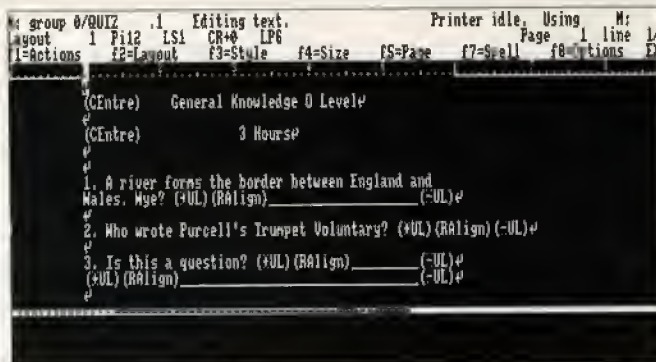 M: group 0/QUIZ .1 Editing text. Printer idle. Using M:
Layout 1 Pi12 LS1 CR+0 LP6 Page 1 line 1/
f1=Actions f2=Layout f3=Style f4=Size f5=Page f7=Spell f8=Options
(CEntre) General Knowledge O Level↵
↵
(CEntre) 3 Hours↵
↵
↵
1. A river forms the border between England and
Wales. Wye? (+UL)(RAlign)_______________(-UL)↵
↵
2. Who wrote Purcell's Trumpet Voluntary? (+UL)(RAlign)(-UL)↵
↵
3. Is this a question? (+UL)(RAlign)_______(-UL)↵
(+UL)(RAlign)_________________________(-UL)↵
↵